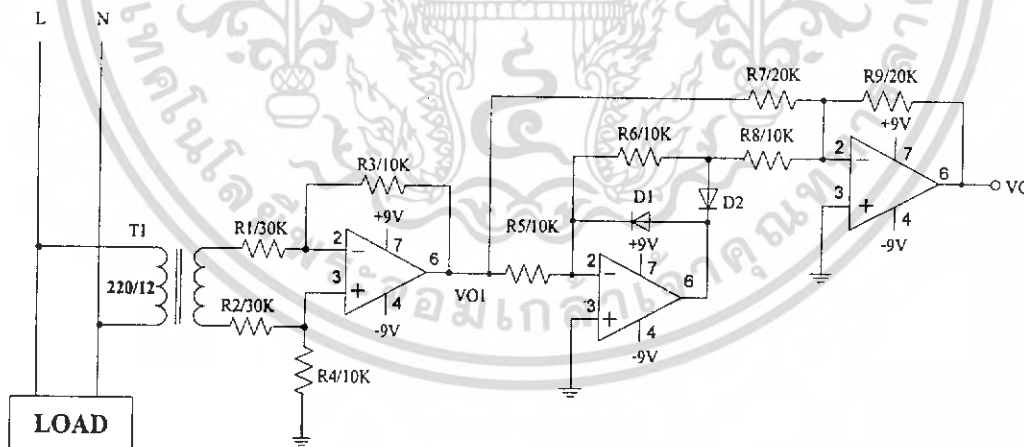 L N
R7/20K R9/20K
+9V
R6/10K R8/10K
2 7
6
VO
3
4
-9V
R3/10K
D1 D2
+9V
R5/10K +9V
T1 R1/30K 2 7
6
2 7
220/12 3 VO1 6
4
R2/30K -9V 3
4
-9V
R4/10K
LOAD